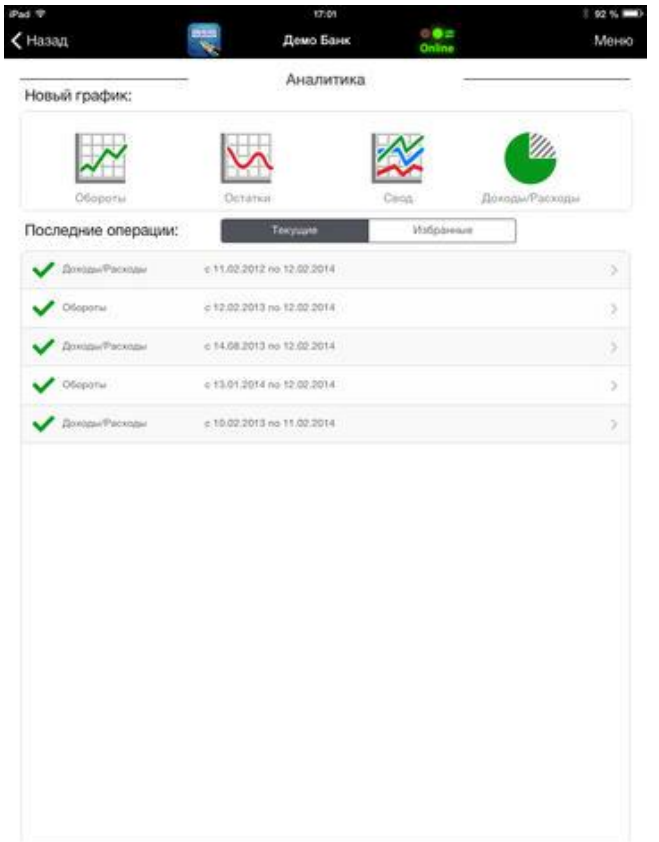 iPad 17:01 92 %
Назад Демо Банк Online Меню
Аналитика
Новый график:
Обороты Остатки Свод Доходы/Расходы
Последние операции: Текущие Избранные
Доходы/Расходы с 11.02.2012 по 12.02.2014
Обороты с 12.02.2013 по 12.02.2014
Доходы/Расходы с 14.08.2013 по 12.02.2014
Обороты с 13.01.2014 по 12.02.2014
Доходы/Расходы с 10.02.2013 по 11.02.2014